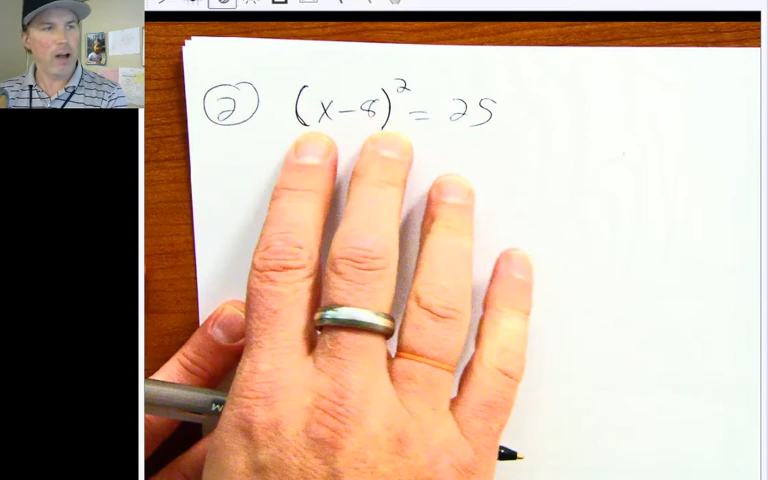 ② (x-8)² = 25
W